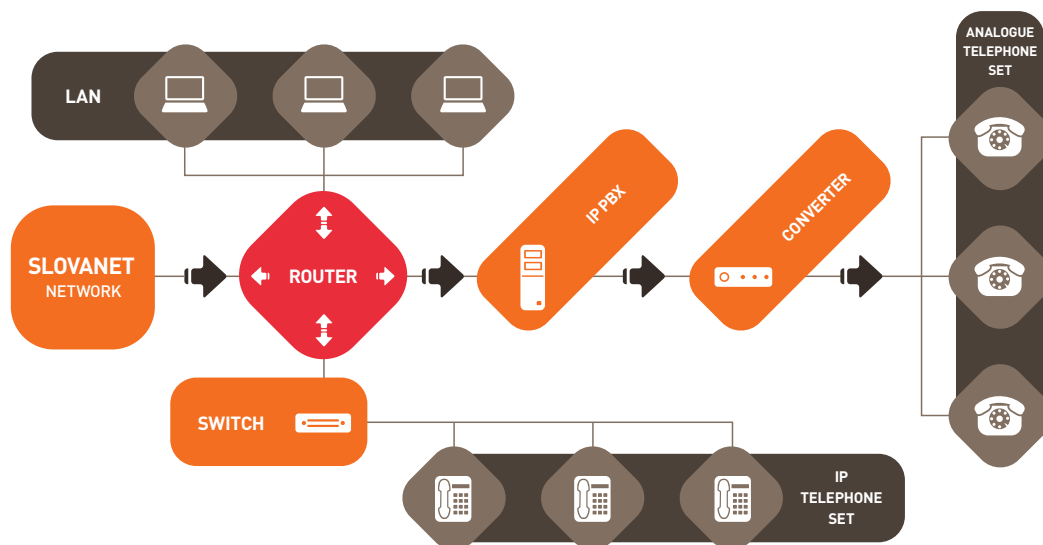 ANALOGUE
TELEPHONE
SET
LAN
IP PBX
CONVERTER
SLOVANET
NETWORK
ROUTER
SWITCH
IP
TELEPHONE
SET